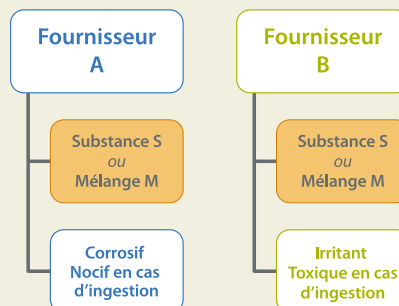 Fournisseur
A
Substance S
ou
Mélange M
Corrosif
Nocif en cas
d'ingestion
Fournisseur
B
Substance S
ou
Mélange M
Irritant
Toxique en cas
d'ingestion